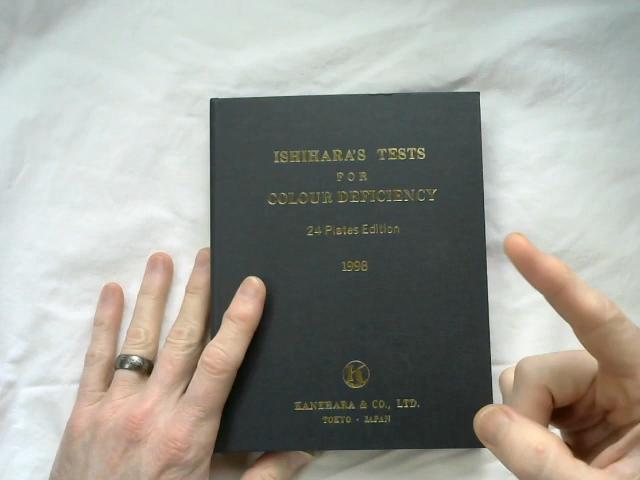 ISHIHARA'S TESTS
FOR
COLOUR DEFICIENCY
24 Plates Edition
1998
K
KANEHARA & CO., LTD.
TOKYO · JAPAN